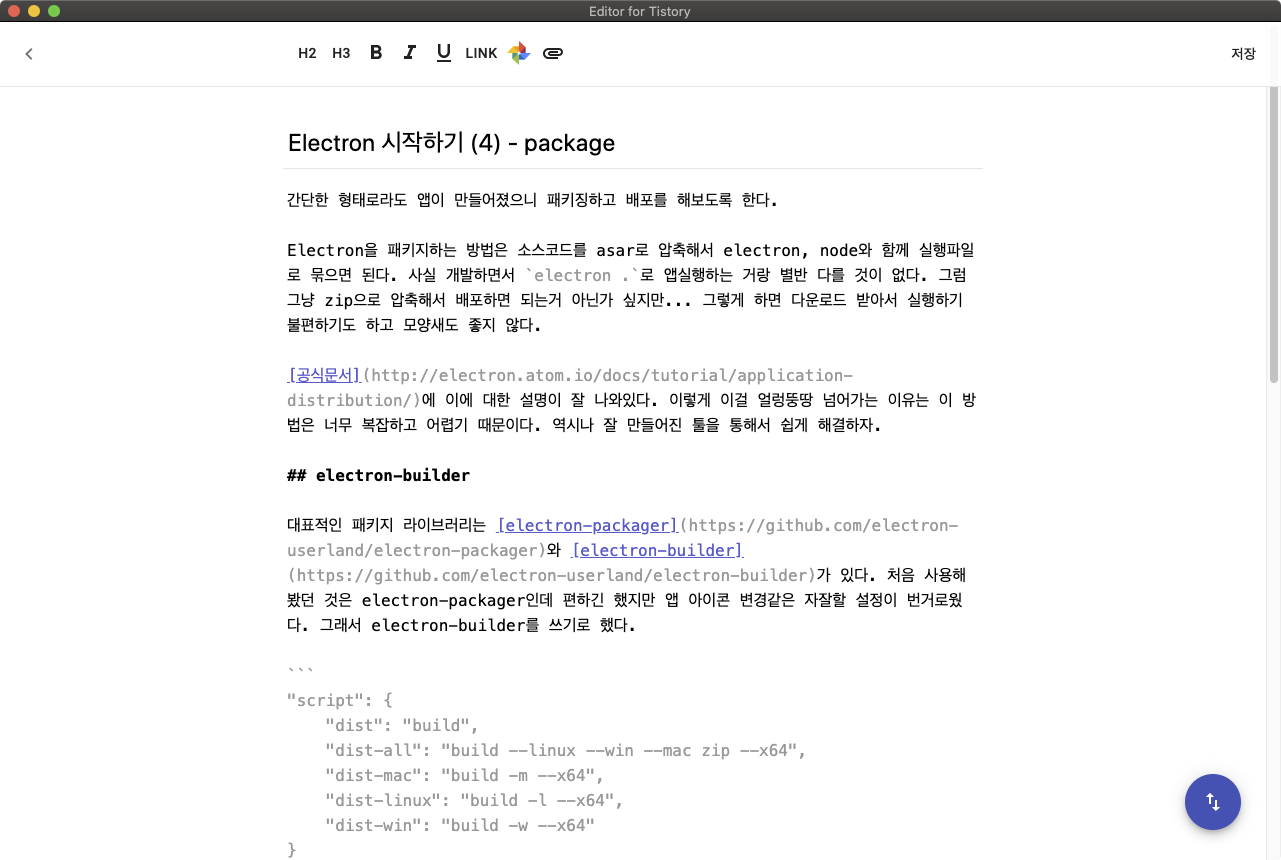 Editor for Tistory
H2 H3 B I U LINK
저장
Electron 시작하기 (4) - package
간단한 형태로라도 앱이 만들어졌으니 패키징하고 배포를 해보도록 한다.
Electron을 패키지하는 방법은 소스코드를 asar로 압축해서 electron, node와 함께 실행파일
로 묶으면 된다. 사실 개발하면서 `electron .`로 앱실행하는 거랑 별반 다를 것이 없다. 그럼
그냥 zip으로 압축해서 배포하면 되는거 아닌가 싶지만... 그렇게 하면 다운로드 받아서 실행하기
불편하기도 하고 모양새도 좋지 않다.
[공식문서](http://electron.atom.io/docs/tutorial/application-
distribution/)에 이에 대한 설명이 잘 나와있다. 이렇게 이걸 얼렁뚱땅 넘어가는 이유는 이 방
법은 너무 복잡하고 어렵기 때문이다. 역시나 잘 만들어진 툴을 통해서 쉽게 해결하자.
## electron-builder
대표적인 패키지 라이브러리는 [electron-packager](https://github.com/electron-
userland/electron-packager)와 [electron-builder]
(https://github.com/electron-userland/electron-builder)가 있다. 처음 사용해
봤던 것은 electron-packager인데 편하긴 했지만 앱 아이콘 변경같은 자잘할 설정이 번거로웠
다. 그래서 electron-builder를 쓰기로 했다.
```
"script": {
    "dist": "build",
    "dist-all": "build --linux --win --mac zip --x64",
    "dist-mac": "build -m --x64",
    "dist-linux": "build -l --x64",
    "dist-win": "build -w --x64"
}